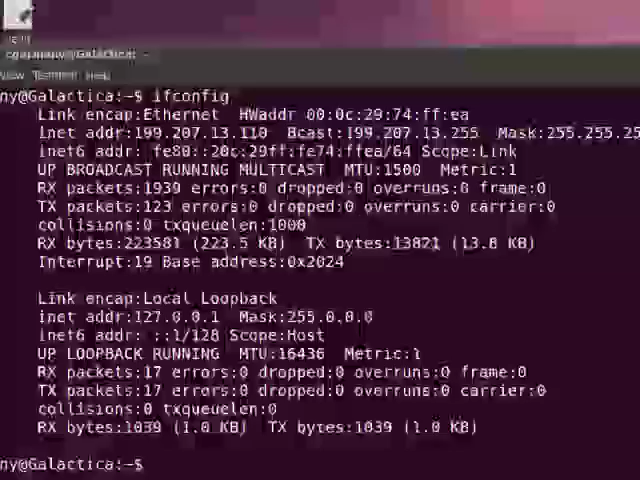 View Terminal Help
ny@Galactica:~$ ifconfig
Link encap:Ethernet HWaddr 00:0c:29:74:ff:ea
inet addr:199.207.13.110 Bcast:199.207.13.255 Mask:255.255.25
inet6 addr: fe80::20c:29ff:fe74:ffea/64 Scope:Link
UP BROADCAST RUNNING MULTICAST MTU:1500 Metric:1
RX packets:1939 errors:0 dropped:0 overruns:0 frame:0
TX packets:123 errors:0 dropped:0 overruns:0 carrier:0
collisions:0 txqueuelen:1000
RX bytes:223581 (223.5 KB) TX bytes:13821 (13.8 KB)
Interrupt:19 Base address:0x2024
Link encap:Local Loopback
inet addr:127.0.0.1 Mask:255.0.0.0
inet6 addr: ::1/128 Scope:Host
UP LOOPBACK RUNNING MTU:16436 Metric:1
RX packets:17 errors:0 dropped:0 overruns:0 frame:0
TX packets:17 errors:0 dropped:0 overruns:0 carrier:0
collisions:0 txqueuelen:0
RX bytes:1039 (1.0 KB) TX bytes:1039 (1.0 KB)
ny@Galactica:~$